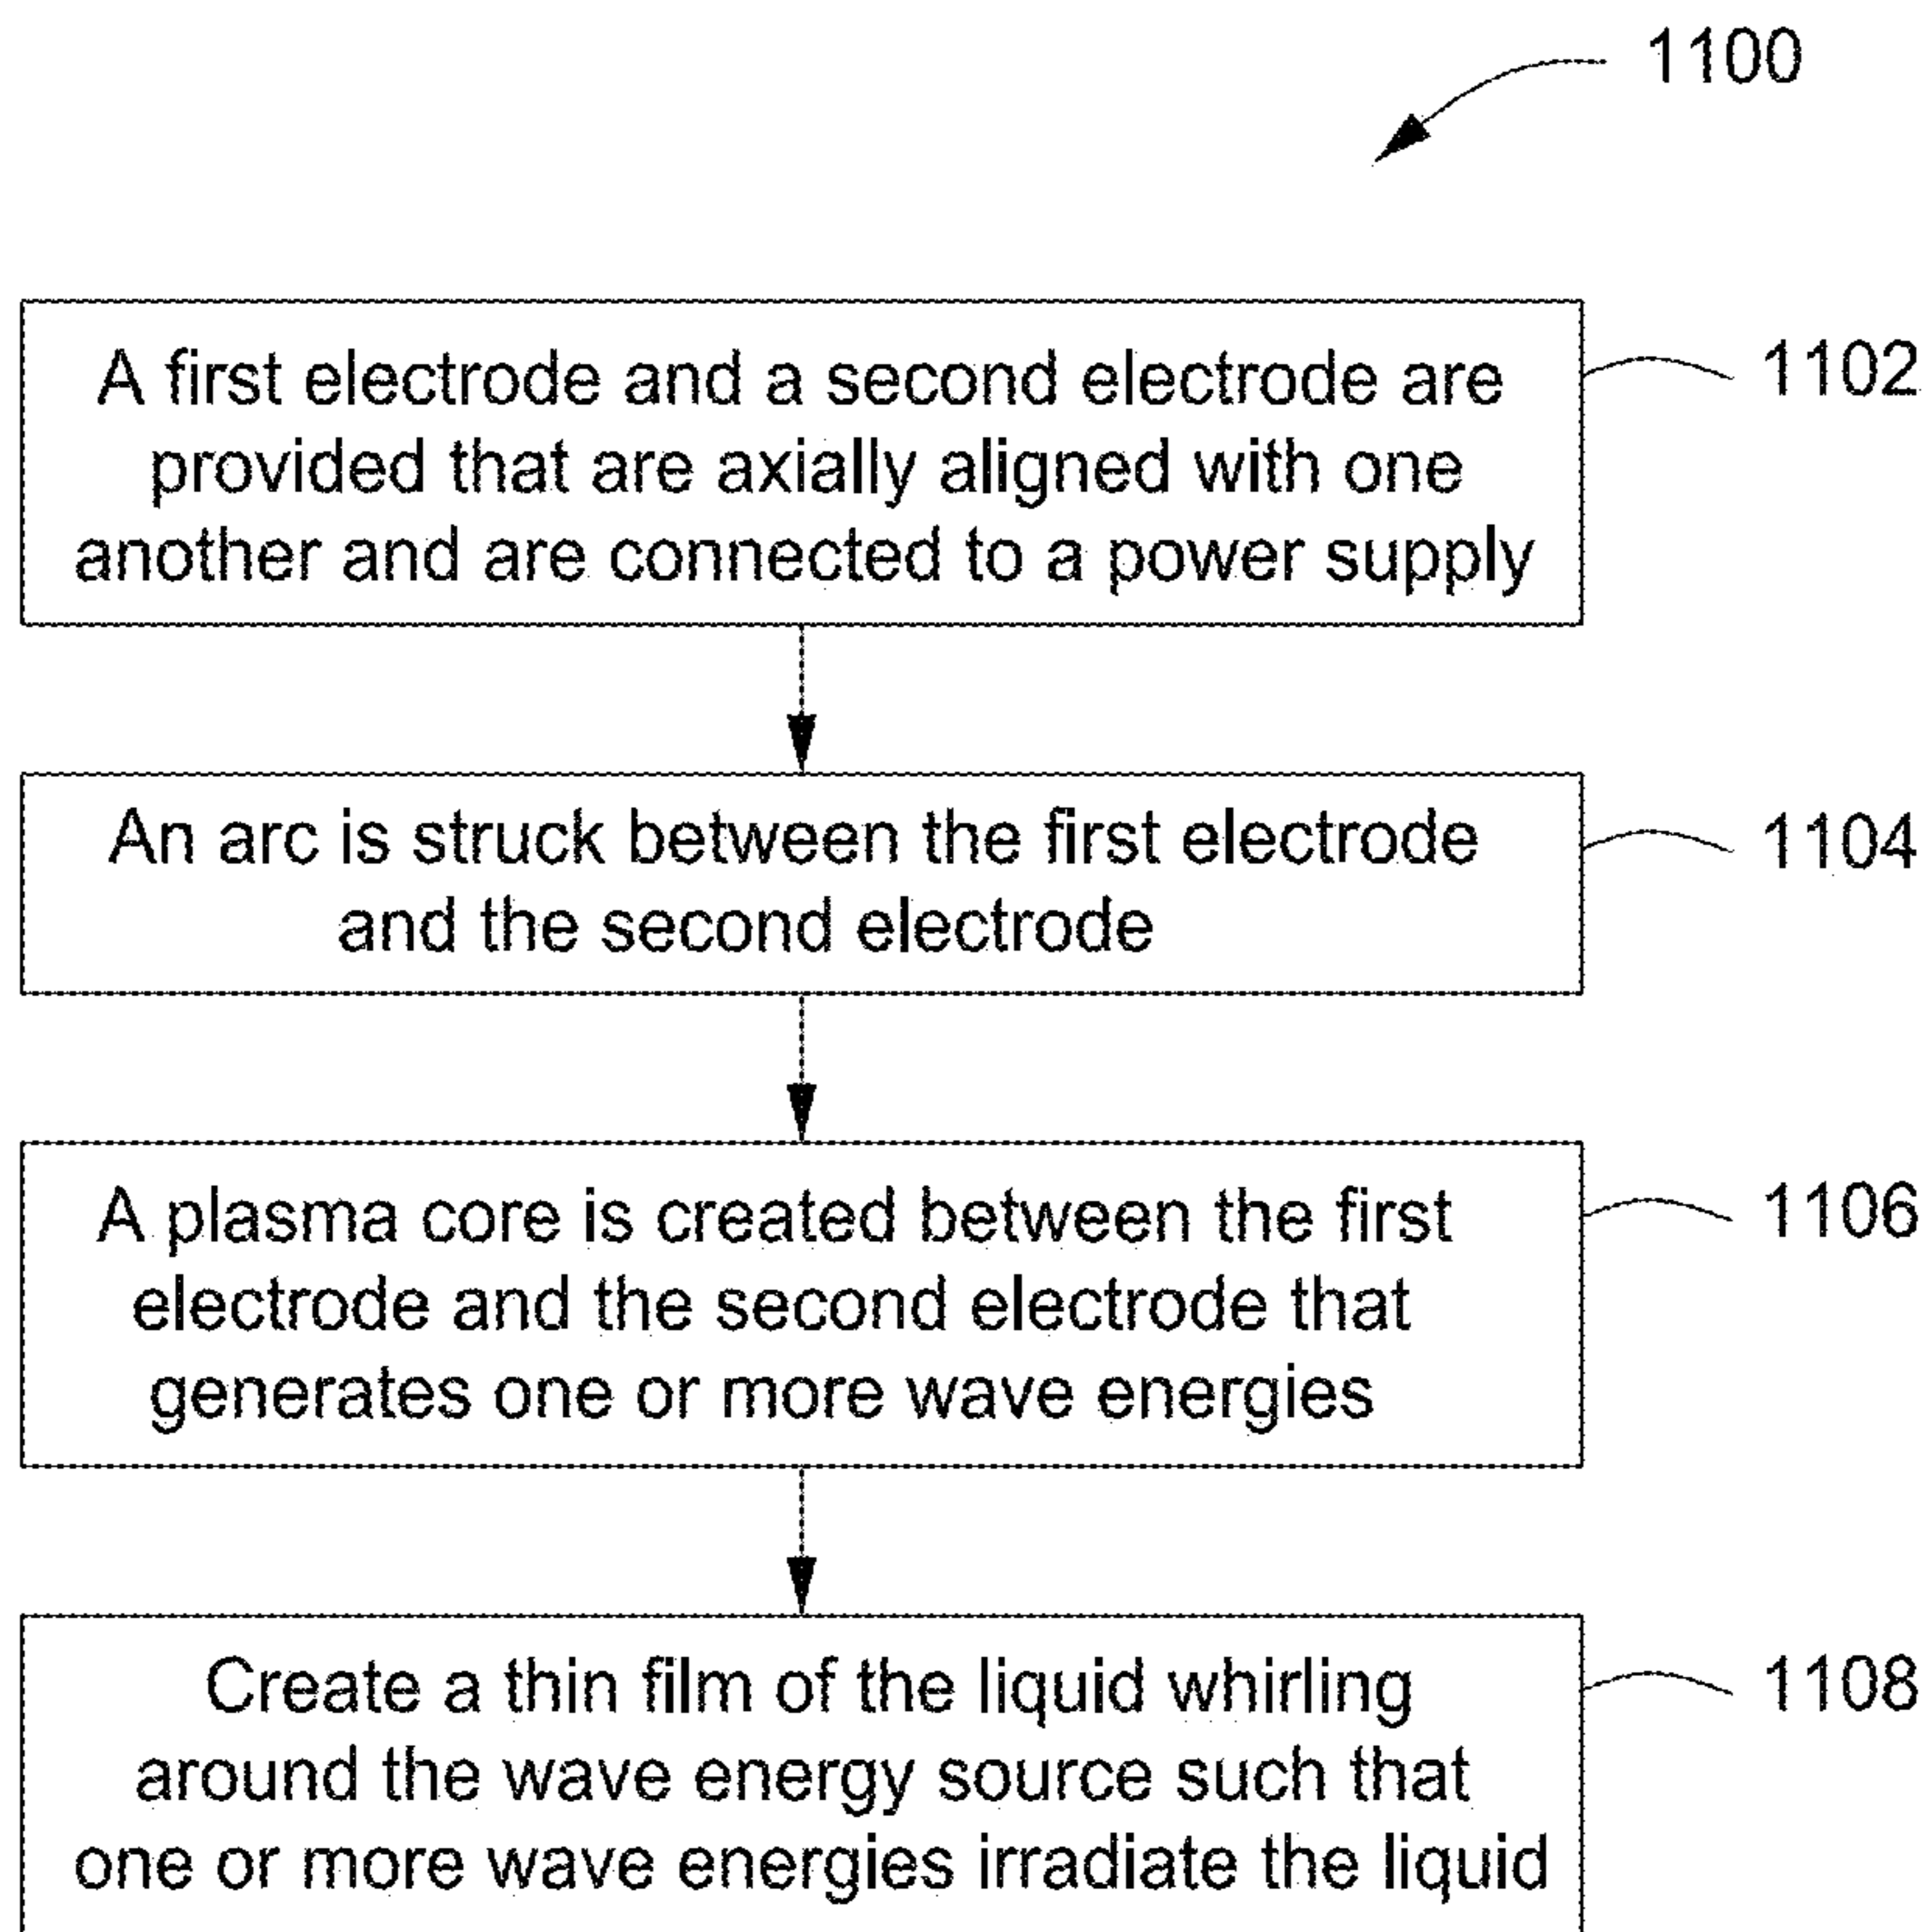 1100
A first electrode and a second electrode are
provided that are axially aligned with one
another and are connected to a power supply
1102
An arc is struck between the first electrode
and the second electrode
1104
A plasma core is created between the first
electrode and the second electrode that
generates one or more wave energies
1106
Create a thin film of the liquid whirling
around the wave energy source such that
one or more wave energies irradiate the liquid
1108